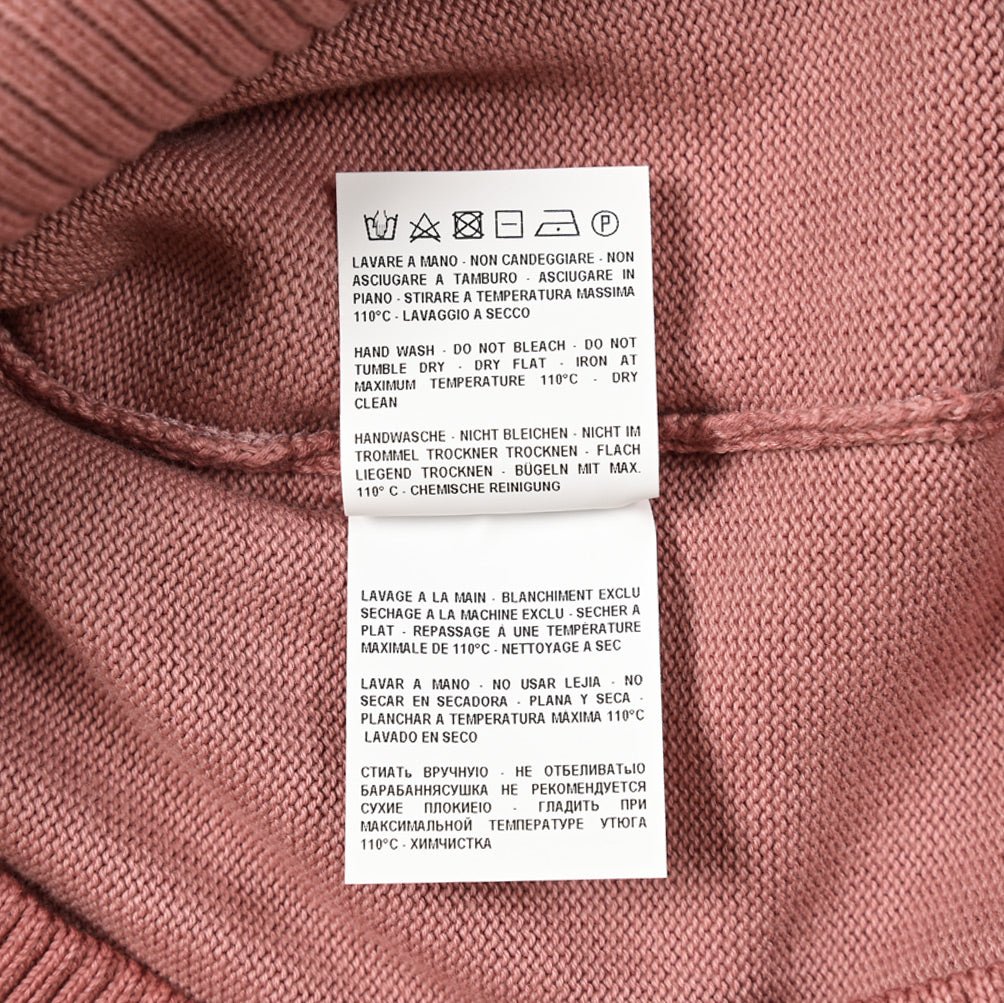 P
LAVARE A MANO - NON CANDEGGIARE - NON
ASCIUGARE A TAMBURO - ASCIUGARE IN
PIANO - STIRARE A TEMPERATURA MASSIMA
110°C - LAVAGGIO A SECCO
HAND WASH - DO NOT BLEACH - DO NOT
TUMBLE DRY - DRY FLAT - IRON AT
MAXIMUM TEMPERATURE 110°C - DRY
CLEAN
HANDWASCHE - NICHT BLEICHEN - NICHT IM
TROMMEL TROCKNER TROCKNEN - FLACH
LIEGEND TROCKNEN - BÜGELN MIT MAX.
110° C - CHEMISCHE REINIGUNG
LAVAGE A LA MAIN - BLANCHIMENT EXCLU
SECHAGE A LA MACHINE EXCLU - SECHER A
PLAT - REPASSAGE Á UNE TEMPÉRATURE
MAXIMALE DE 110°C - NETTOYAGE A SEC
LAVAR A MANO - NO USAR LEJIA - NO
SECAR EN SECADORA - PLANA Y SECA -
PLANCHAR A TEMPERATURA MAXIMA 110°C
LAVADO EN SECO
СТИАТЬ ВРУЧНУІО - НЕ ОТБЕЛИВАТЫО
БАРАБАННЯСУШКА НЕ РЕКОМЕНДУЕТСЯ
СУХИЕ ПЛОКИЕІО - ГЛАДИТЬ ПРИ
МАКСИМАЛЬНОЙ ТЕМПЕРАТУРЕ УТЮГА
110°C - ХИМЧИСТКА